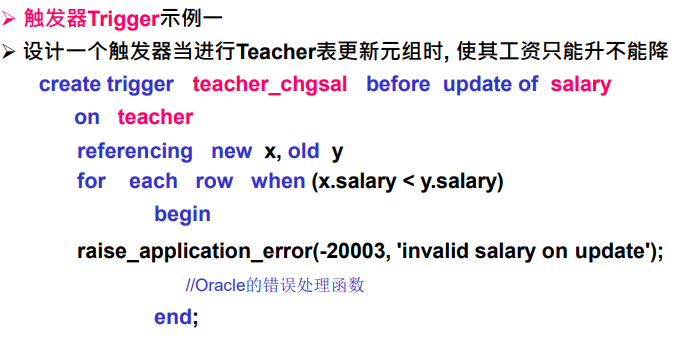 ➢ 触发器Trigger示例一
➢ 设计一个触发器当进行Teacher表更新元组时, 使其工资只能升不能降
create trigger teacher_chgsal before update of salary
on teacher
referencing new x, old y
for each row when (x.salary < y.salary)
begin
raise_application_error(-20003, 'invalid salary on update');
//Oracle的错误处理函数
end;